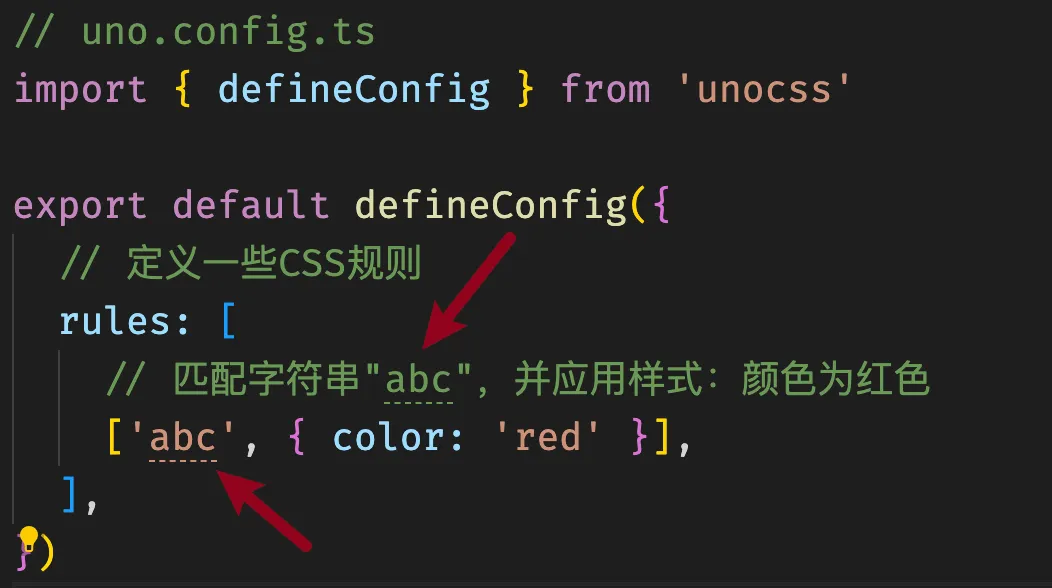 // uno.config.ts
import { defineConfig } from 'unocss'
export default defineConfig({
// 定义一些CSS规则
rules: [
// 匹配字符串"abc"，并应用样式：颜色为红色
['abc', { color: 'red' }],
],
})